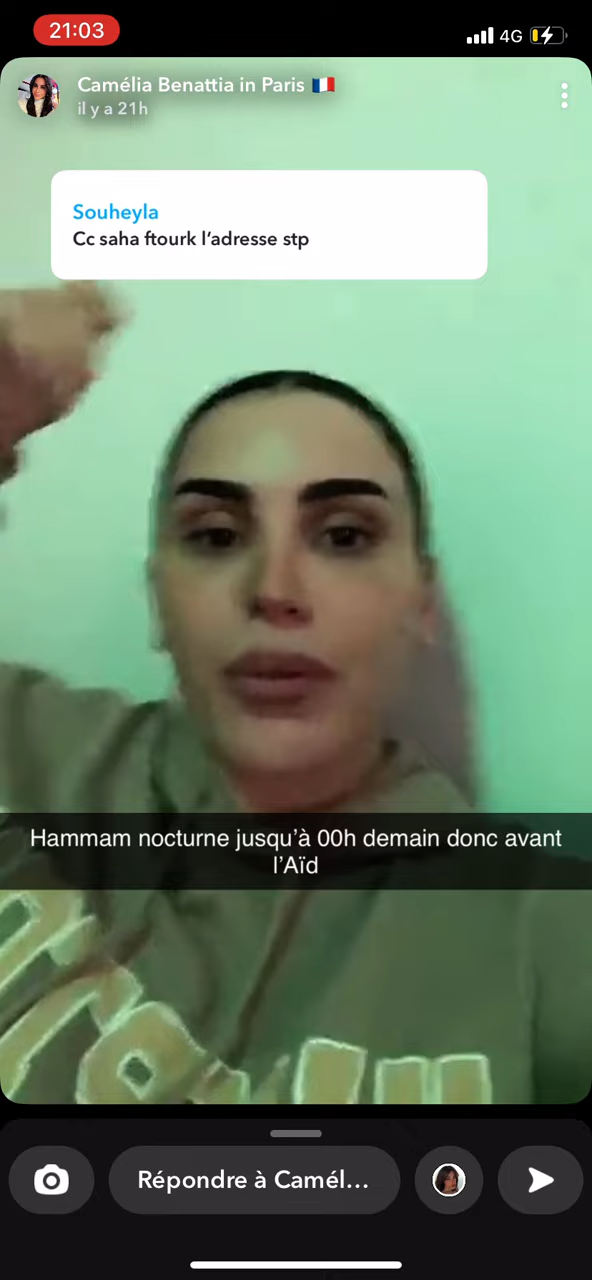 21:03
4G
Camélia Benattia in Paris 🇫🇷
il y a 21h
Souheyla
Cc saha ftourk l’adresse stp
Hammam nocturne jusqu’à 00h demain donc avant
l’Aïd
Répondre à Camél...